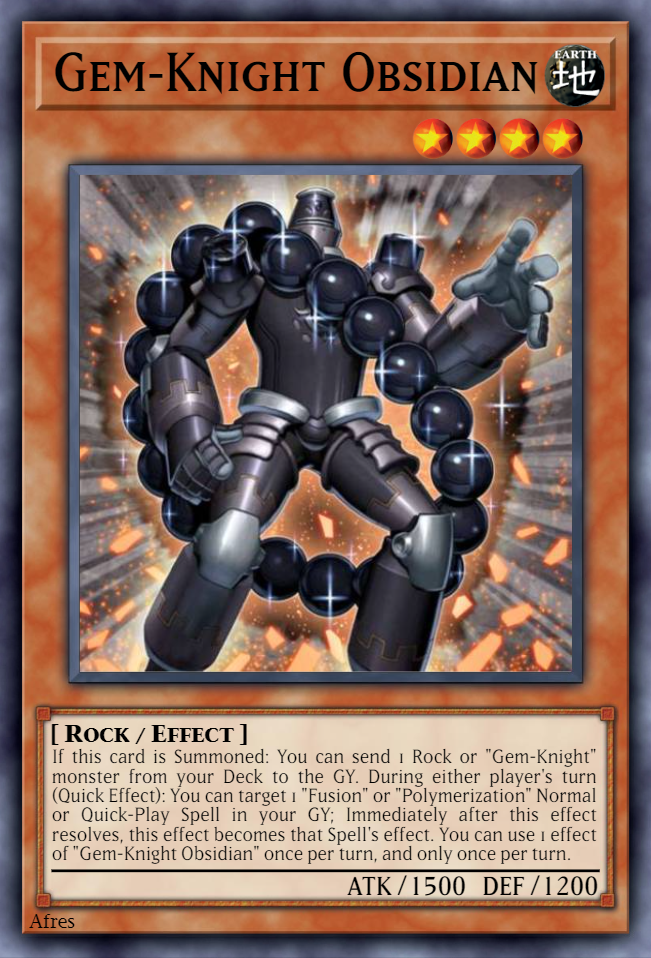 Gem-Knight Obsidian
EARTH
地
[ Rock / Effect ]
If this card is Summoned: You can send 1 Rock or "Gem-Knight"
monster from your Deck to the GY. During either player's turn
(Quick Effect): You can target 1 "Fusion" or "Polymerization" Normal
or Quick-Play Spell in your GY; Immediately after this effect
resolves, this effect becomes that Spell's effect. You can use 1 effect
of "Gem-Knight Obsidian" once per turn, and only once per turn.
ATK / 1500 DEF / 1200
Afres